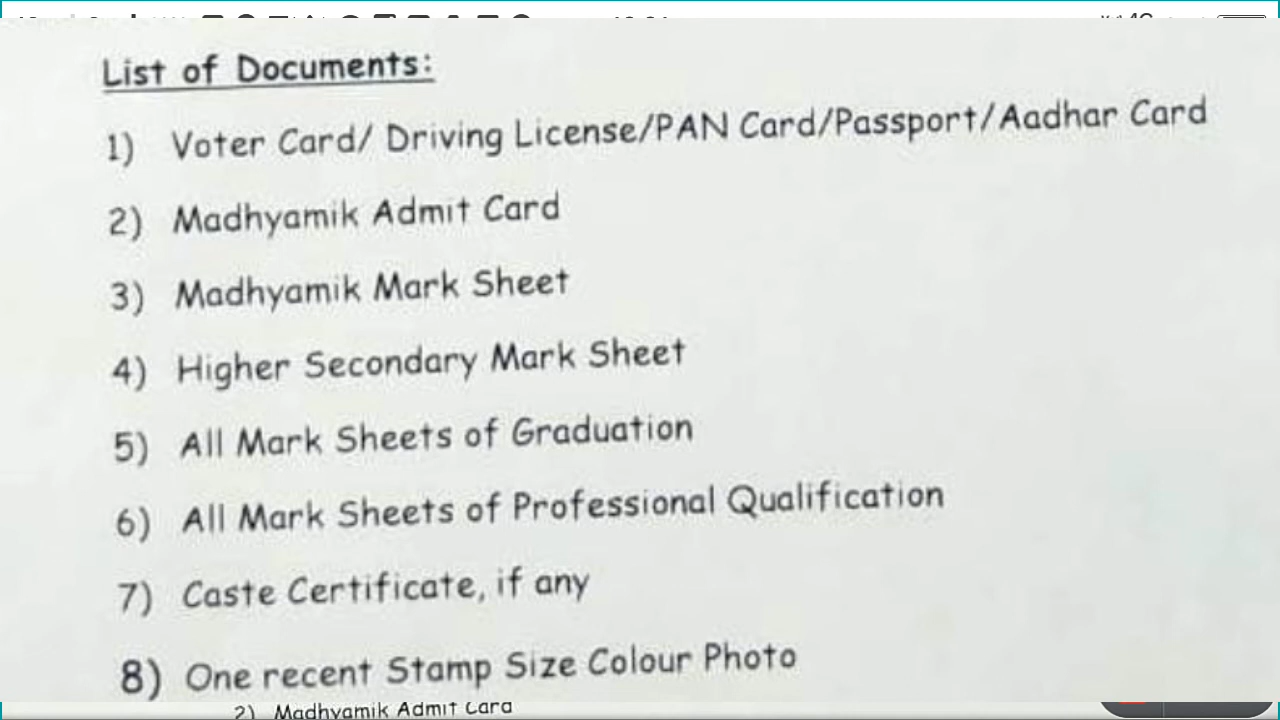 List of Documents:
1) Voter Card/ Driving License/PAN Card/Passport/Aadhar Card
2) Madhyamik Admit Card
3) Madhyamik Mark Sheet
4) Higher Secondary Mark Sheet
5) All Mark Sheets of Graduation
6) All Mark Sheets of Professional Qualification
7) Caste Certificate, if any
8) One recent Stamp Size Colour Photo
2) Madhyamik Admit Card